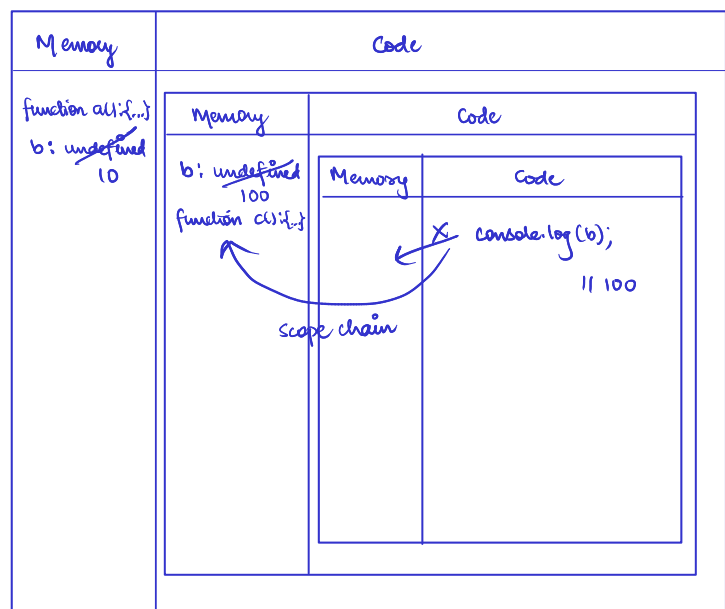 Memory
Code
function a():{...}
b: undefined
10
Memory
Code
b: undefined
100
function c():{...}
Memory
Code
X
console.log(b);
// 100
scope chain